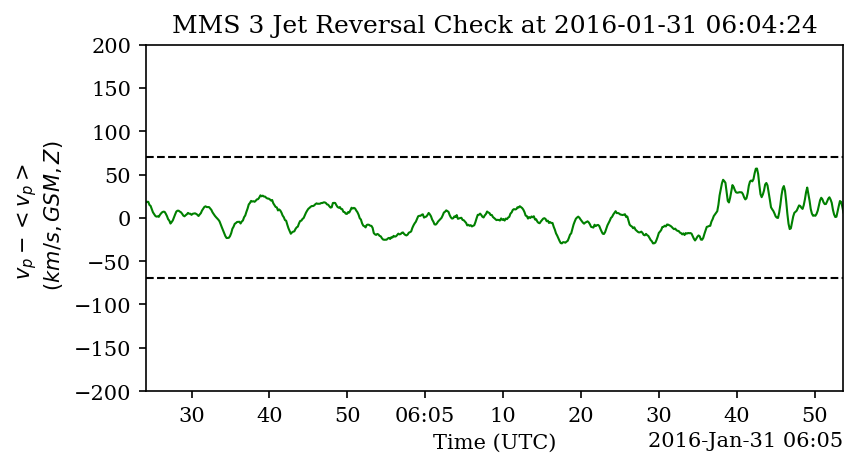 MMS 3 Jet Reversal Check at 2016-01-31 06:04:24
v_p − < v_p >
(km/s, GSM, Z)
200
150
100
50
0
−50
−100
−150
−200
30 40 50 06:05 10 20 30 40 50
Time (UTC)
2016-Jan-31 06:05